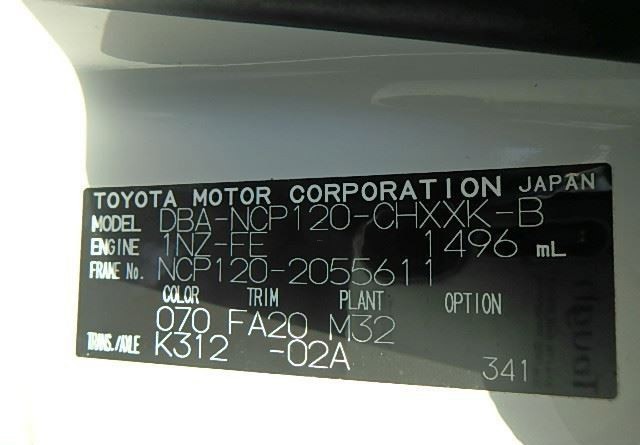 TOYOTA MOTOR CORPORATION JAPAN
MODEL DBA-NCP120-CHXXK-B
ENGINE 1NZ-FE 1496 mL
FRAME No. NCP120-2055611
COLOR TRIM PLANT OPTION
070 FA20 M32
TRANS./AXLE K312 -02A
341